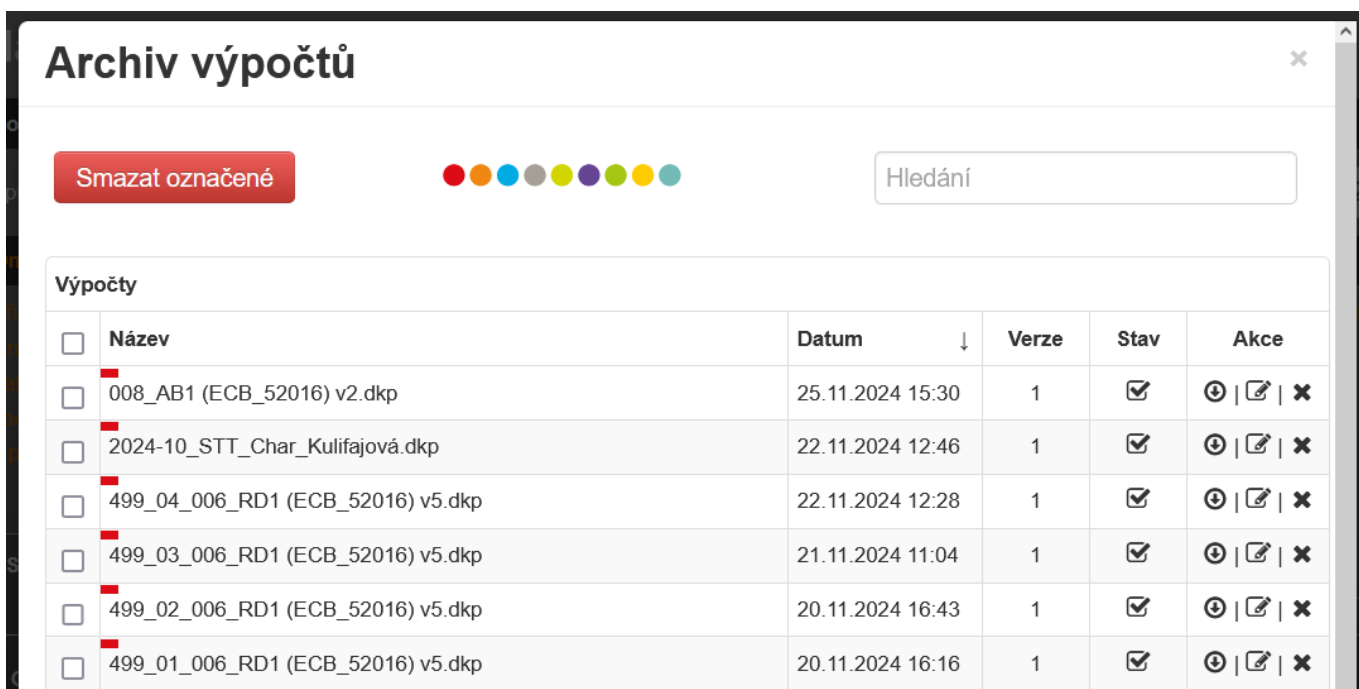 Archiv výpočtů ×
Smazat označené Hledání
Výpočty
Název Datum ↓ Verze Stav Akce
008_AB1 (ECB_52016) v2.dkp 25.11.2024 15:30 1 | |
2024-10_STT_Char_Kulifajová.dkp 22.11.2024 12:46 1 | |
499_04_006_RD1 (ECB_52016) v5.dkp 22.11.2024 12:28 1 | |
499_03_006_RD1 (ECB_52016) v5.dkp 21.11.2024 11:04 1 | |
499_02_006_RD1 (ECB_52016) v5.dkp 20.11.2024 16:43 1 | |
499_01_006_RD1 (ECB_52016) v5.dkp 20.11.2024 16:16 1 | |